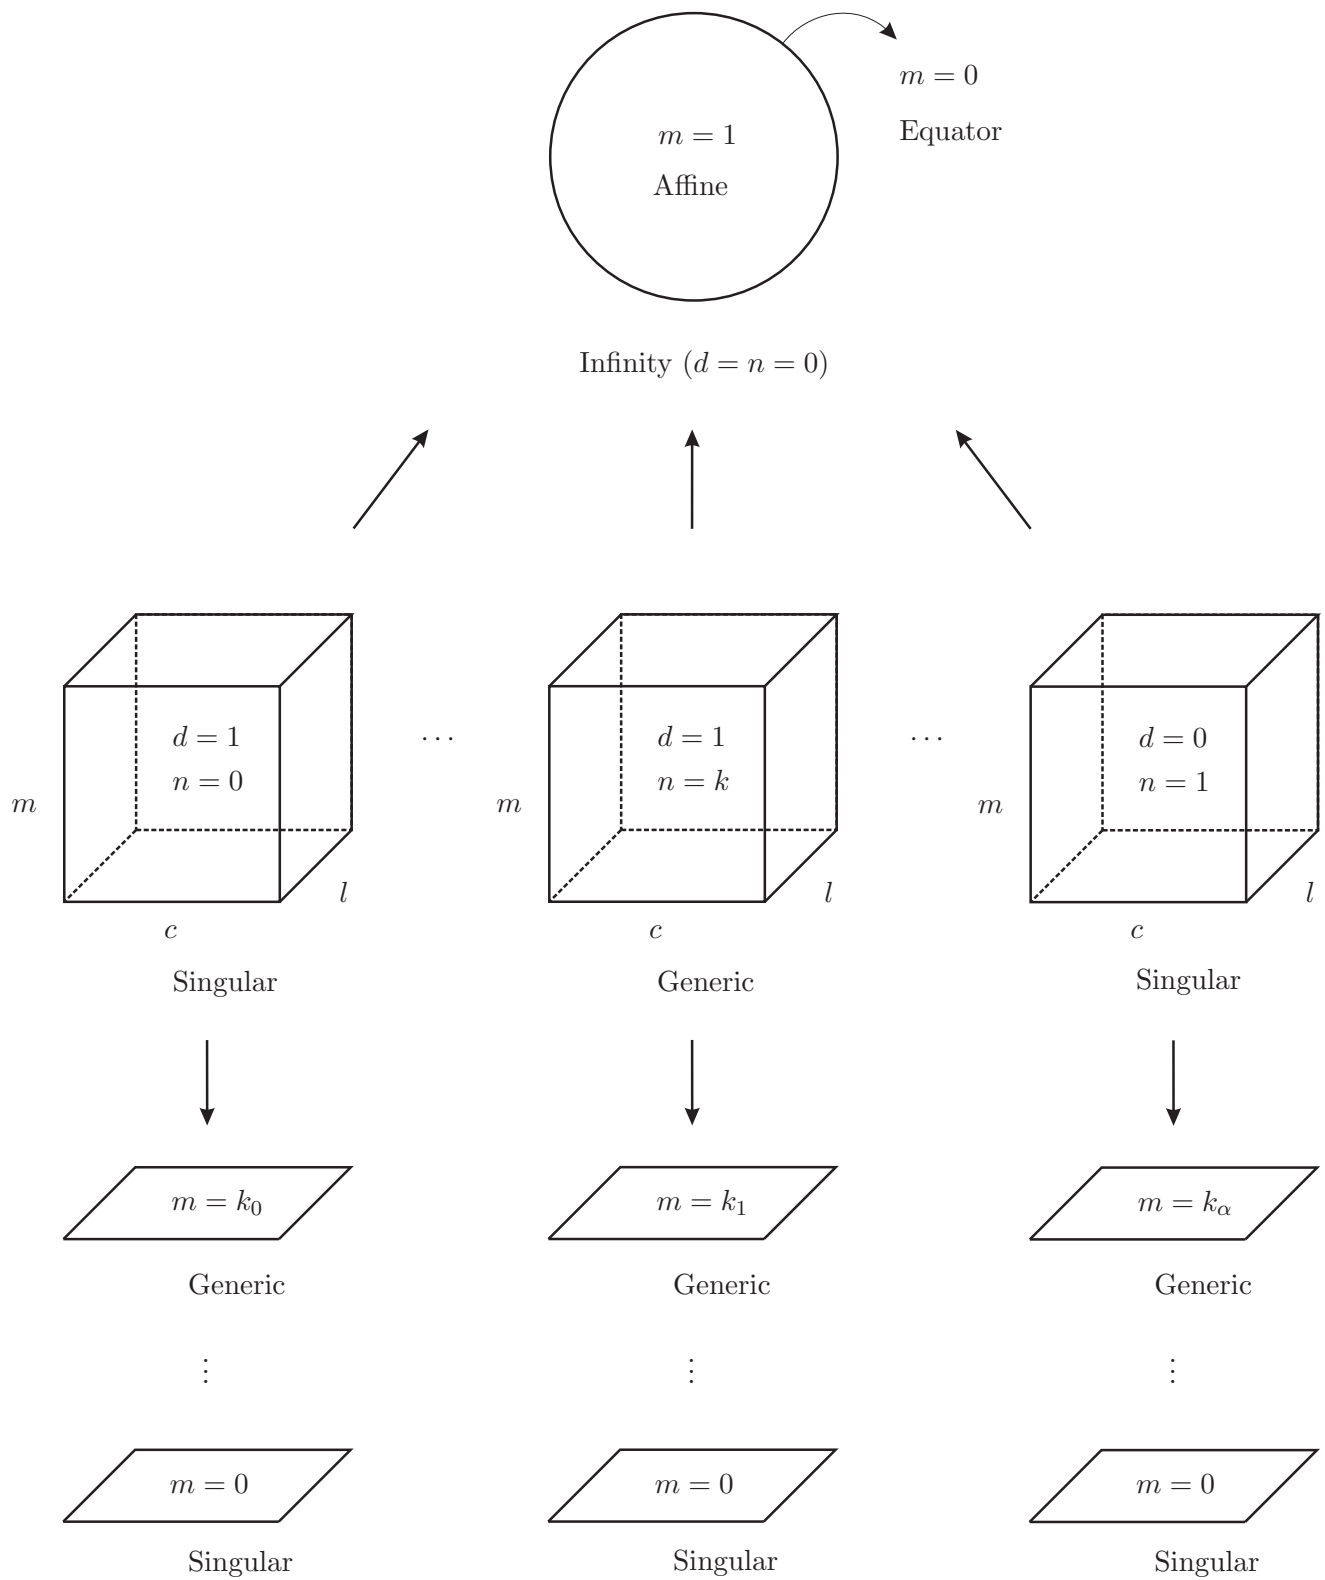 m = 0
Equator
m = 1
Affine
Infinity (d = n = 0)
d = 1
n = 0
m
l
c
Singular
...
d = 1
n = k
m
l
c
Generic
...
d = 0
n = 1
m
l
c
Singular
m = k₀
m = k₁
m = kα
Generic
Generic
Generic
⋮
⋮
⋮
m = 0
m = 0
m = 0
Singular
Singular
Singular